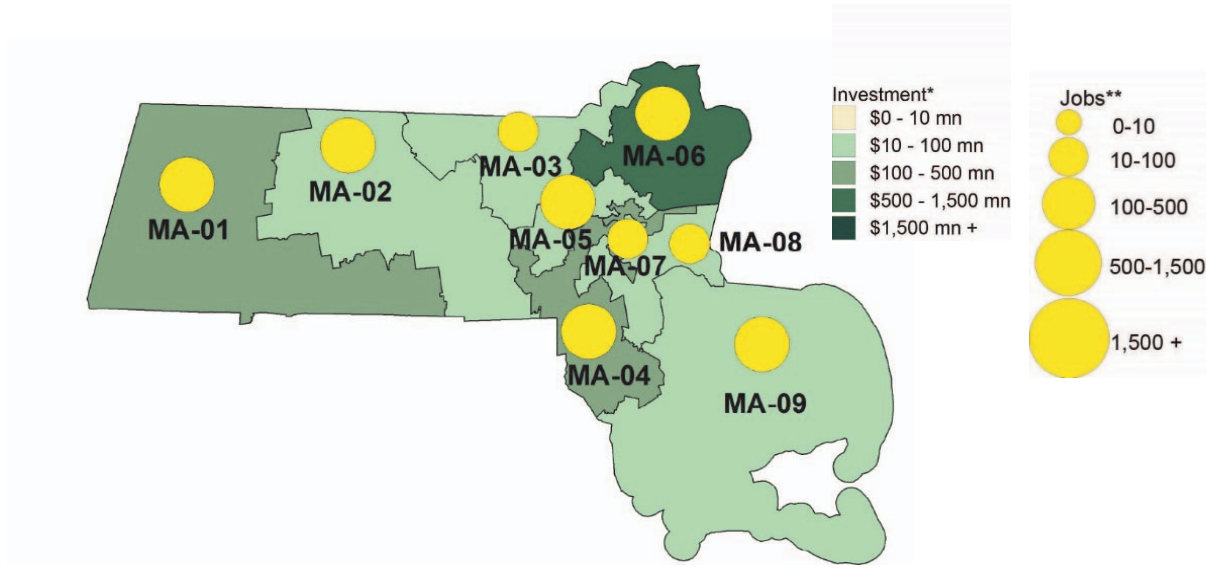 MA-01
MA-02
MA-03
MA-04
MA-05
MA-06
MA-07
MA-08
MA-09
Investment*
$0 - 10 mn
$10 - 100 mn
$100 - 500 mn
$500 - 1,500 mn
$1,500 mn +
Jobs**
0-10
10-100
100-500
500-1,500
1,500 +